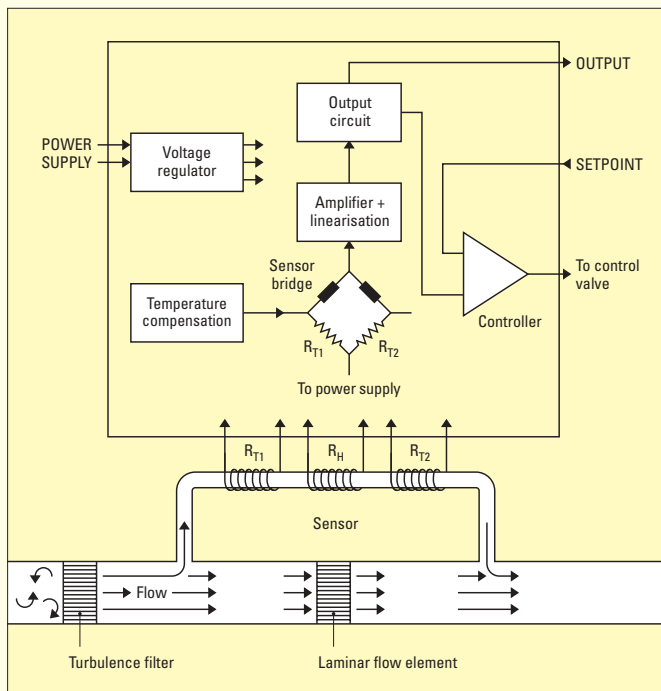 OUTPUT
Output
circuit
POWER
SUPPLY
Voltage
regulator
SETPOINT
Amplifier +
linearisation
Sensor
bridge
To control
valve
Temperature
compensation
Controller
RT1
RT2
To power supply
RT1
RH
RT2
Sensor
Flow
Turbulence filter
Laminar flow element